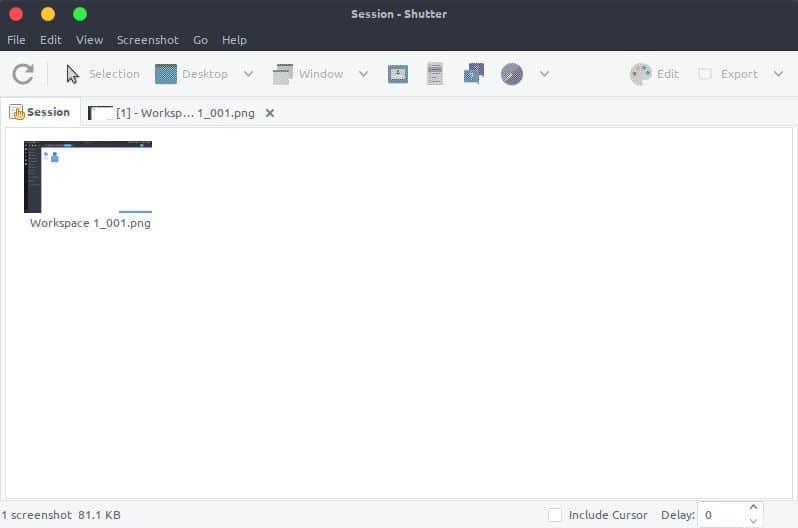 Session - Shutter
File Edit View Screenshot Go Help
Selection Desktop Window Edit Export
Session [1] - Worksp... 1_001.png
Workspace 1_001.png
1 screenshot 81.1 KB Include Cursor Delay: 0